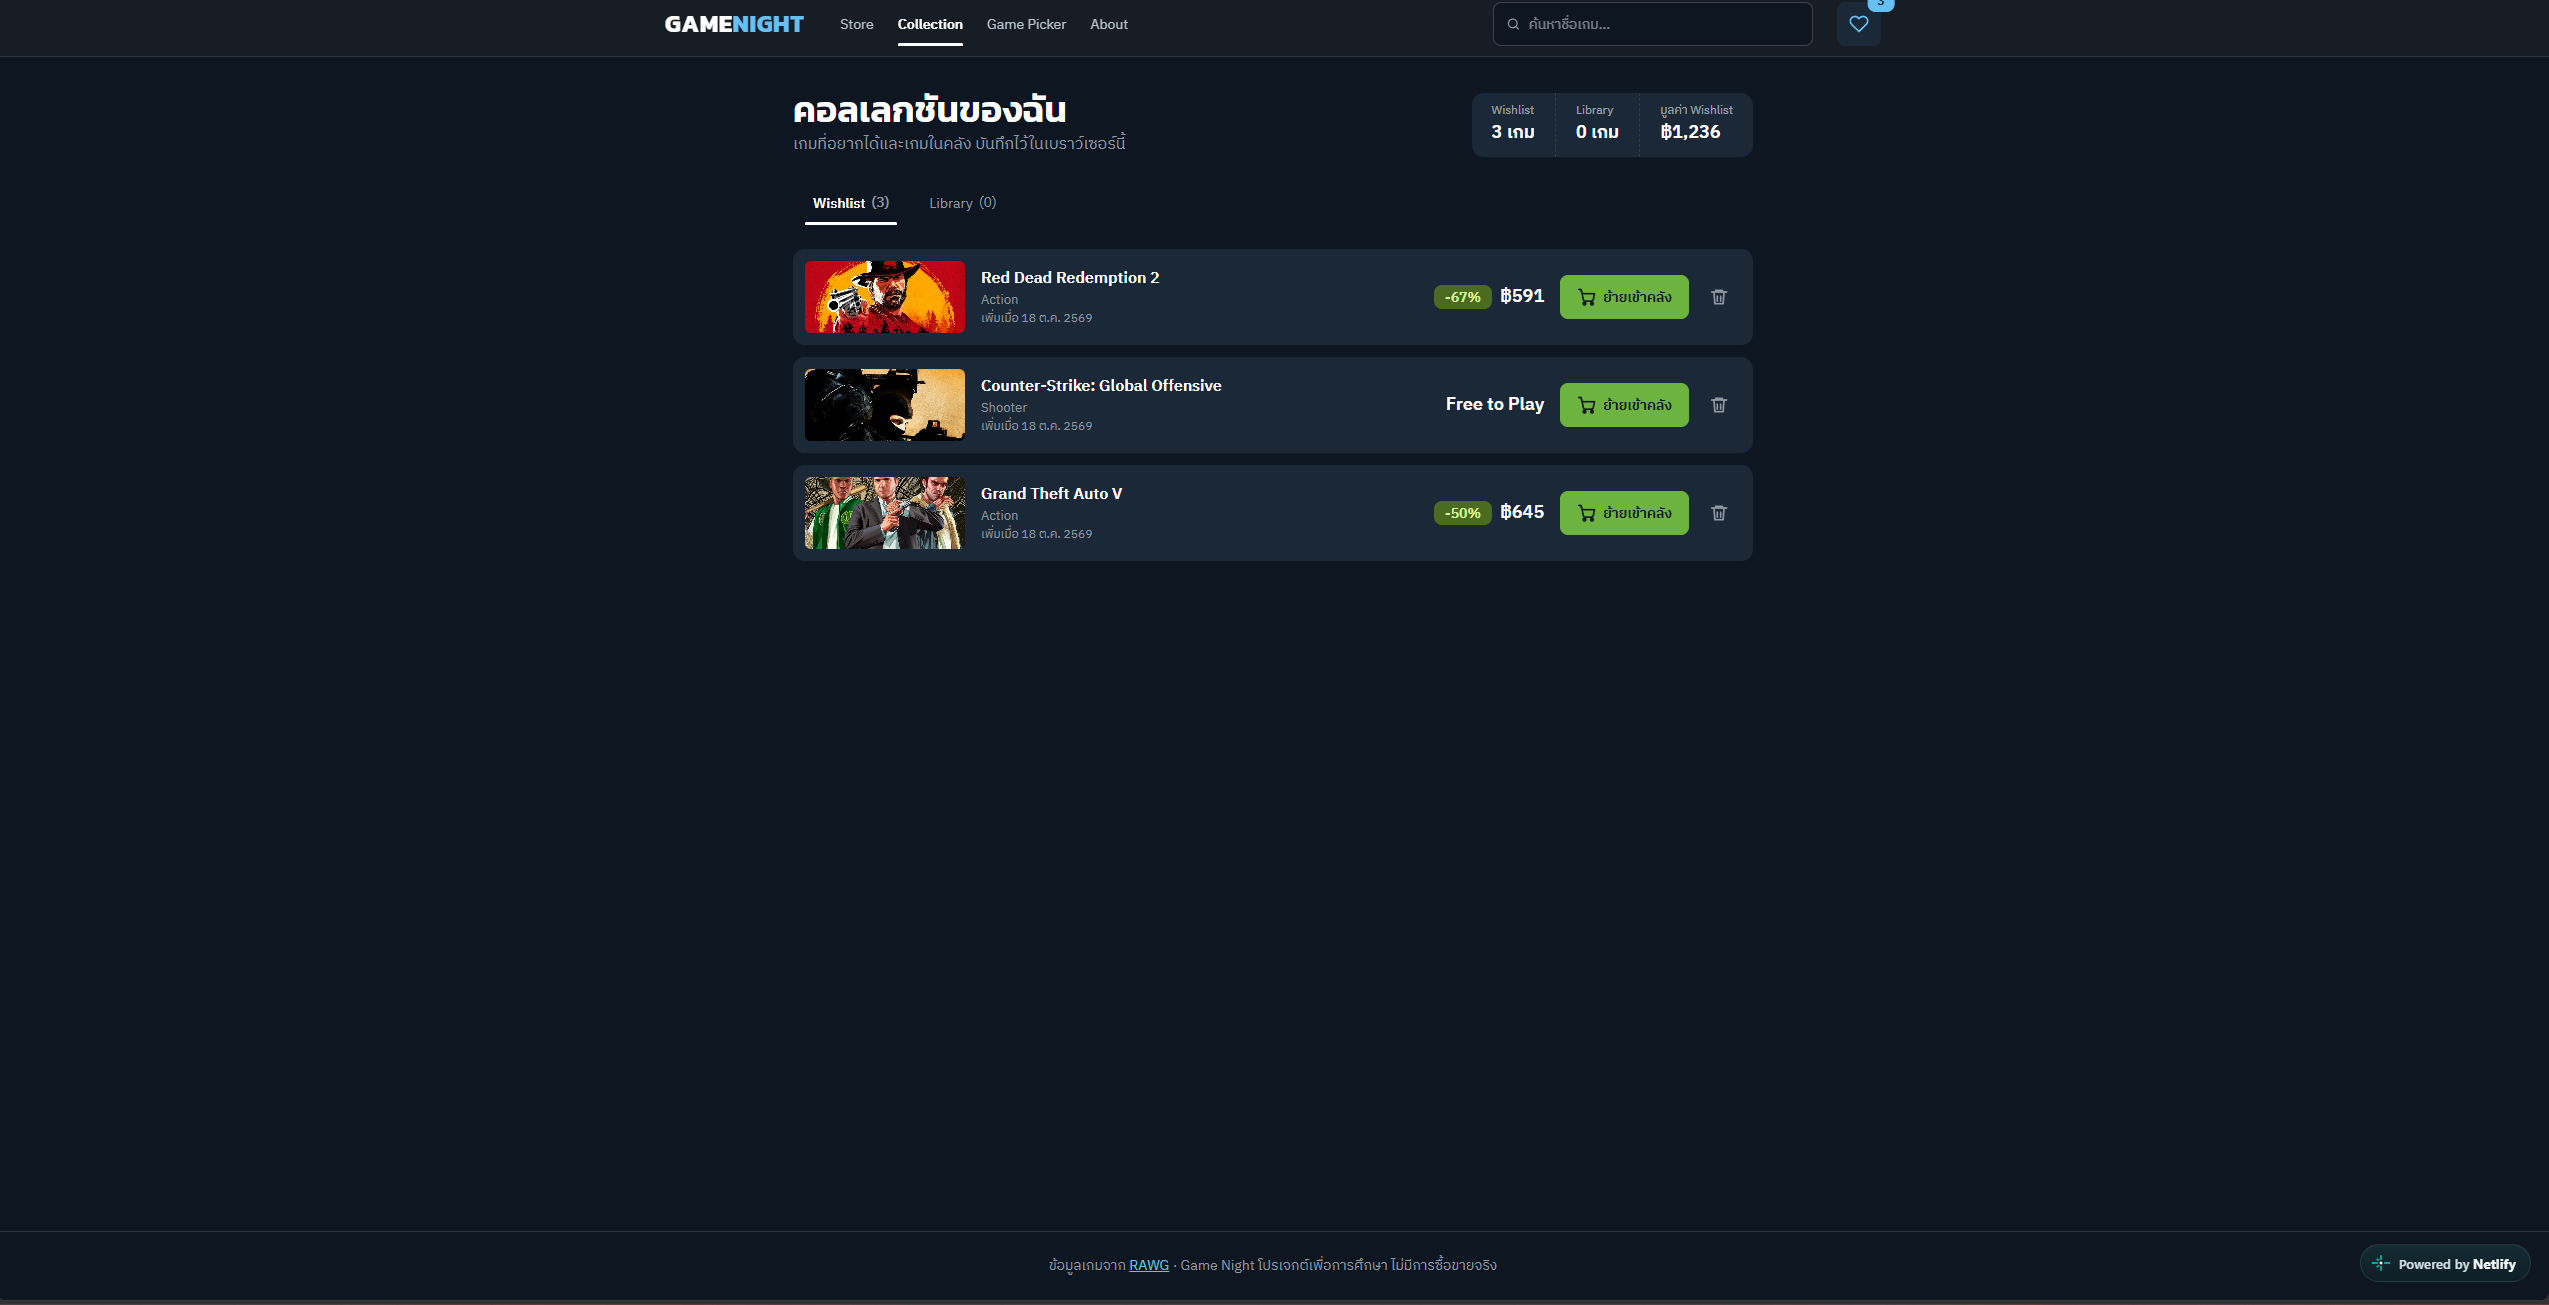 GAMENIGHT
Store
Collection
Game Picker
About
ค้นหาชื่อเกม...
3
คอลเลกชันของฉัน
เกมที่อยากได้และเกมในคลัง บันทึกไว้ในเบราว์เซอร์นี้
Wishlist
3 เกม
Library
0 เกม
มูลค่า Wishlist
฿1,236
Wishlist (3)
Library (0)
Red Dead Redemption 2
Action
เพิ่มเมื่อ 18 ต.ค. 2569
-67%
฿591
ย้ายเข้าคลัง
Counter-Strike: Global Offensive
Shooter
เพิ่มเมื่อ 18 ต.ค. 2569
Free to Play
ย้ายเข้าคลัง
Grand Theft Auto V
Action
เพิ่มเมื่อ 18 ต.ค. 2569
-50%
฿645
ย้ายเข้าคลัง
ข้อมูลเกมจาก RAWG · Game Night โปรเจกต์เพื่อการศึกษา ไม่มีการซื้อขายจริง
Powered by Netlify